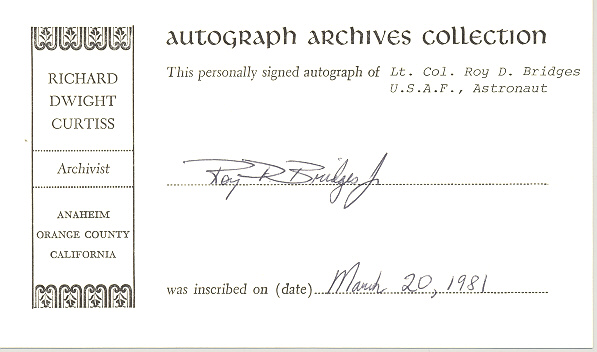 RICHARD
DWIGHT
CURTISS
Archivist
ANAHEIM
ORANGE COUNTY
CALIFORNIA
AUTOGRAPH ARCHIVES COLLECTION
This personally signed autograph of Lt. Col. Roy D. Bridges
U.S.A.F., Astronaut
Roy D Bridges Jr
was inscribed on (date) March 20, 1981